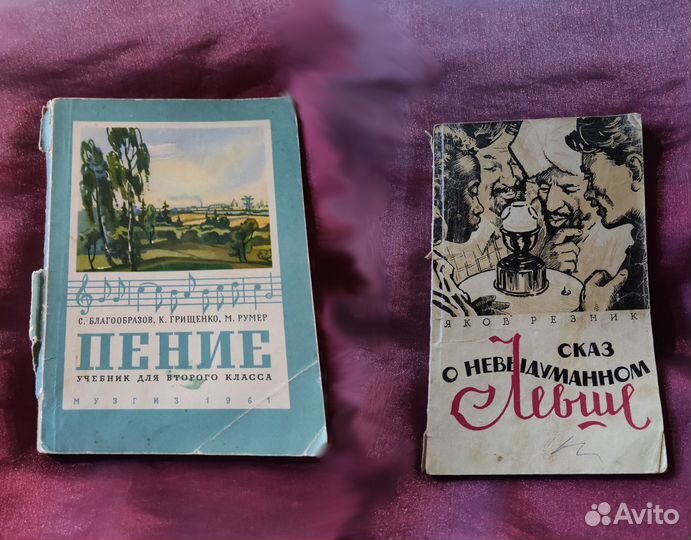 С. БЛАГООБРАЗОВ, К. ГРИЩЕНКО, М. РУМЕР
ПЕНИЕ
УЧЕБНИК ДЛЯ ВТОРОГО КЛАССА
МУЗГИЗ 1961
ЯКОВ РЕЗНИК
СКАЗ
О НЕВЫДУМАННОМ
Левше
Avito